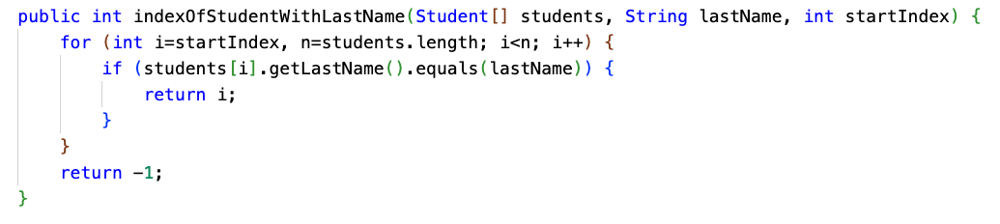 public int indexOfStudentWithLastName(Student[] students, String lastName, int startIndex) {
    for (int i=startIndex, n=students.length; i<n; i++) {
        if (students[i].getLastName().equals(lastName)) {
            return i;
        }
    }
    return -1;
}